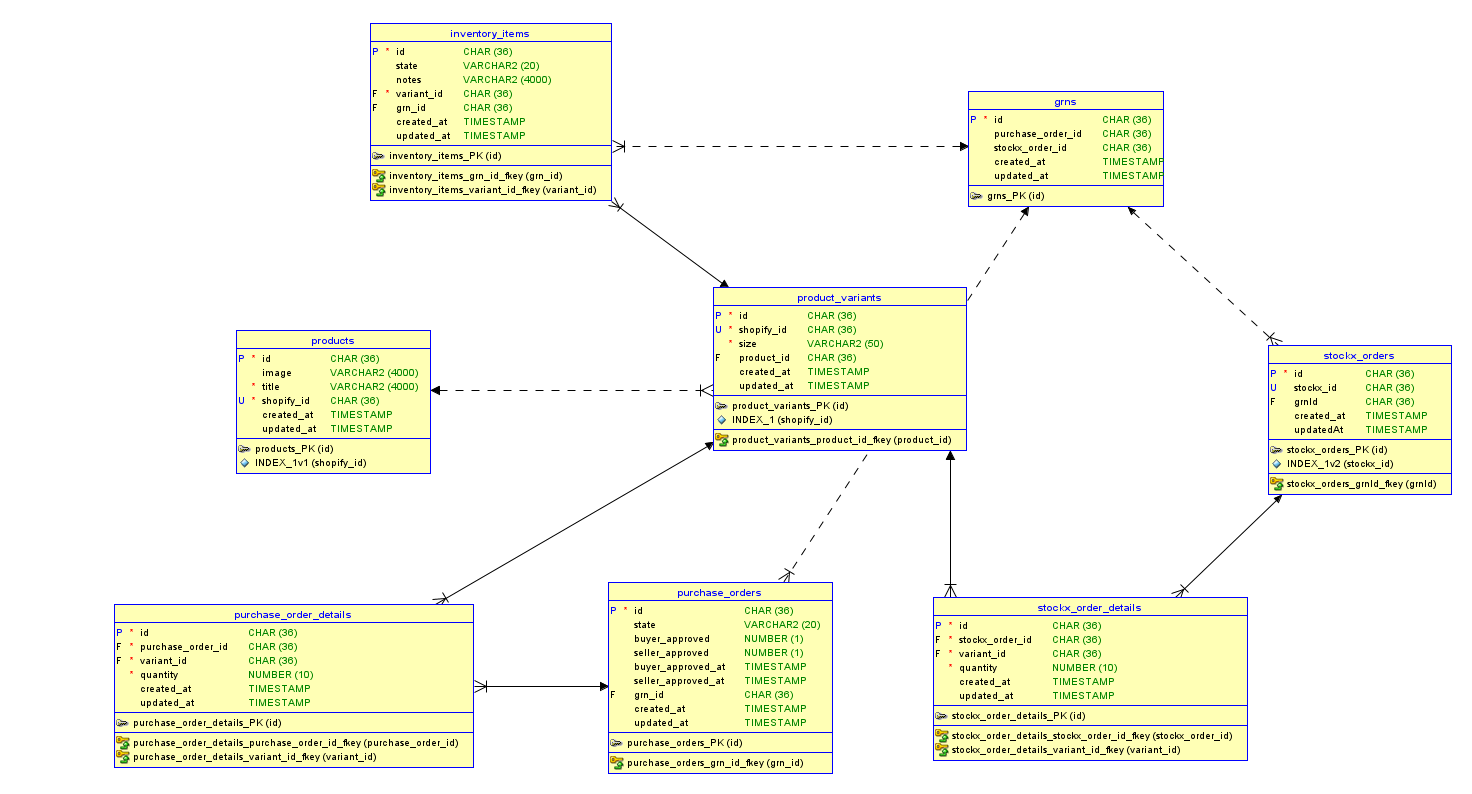 inventory_items
P * id CHAR (36)
state VARCHAR2 (20)
notes VARCHAR2 (4000)
F * variant_id CHAR (36)
F grn_id CHAR (36)
created_at TIMESTAMP
updated_at TIMESTAMP
inventory_items_PK (id)
inventory_items_grn_id_fkey (grn_id)
inventory_items_variant_id_fkey (variant_id)
grns
P * id CHAR (36)
purchase_order_id CHAR (36)
stockx_order_id CHAR (36)
created_at TIMESTAMP
updated_at TIMESTAMP
grns_PK (id)
product_variants
P * id CHAR (36)
U * shopify_id CHAR (36)
* size VARCHAR2 (50)
F product_id CHAR (36)
created_at TIMESTAMP
updated_at TIMESTAMP
product_variants_PK (id)
INDEX_1 (shopify_id)
product_variants_product_id_fkey (product_id)
products
P * id CHAR (36)
image VARCHAR2 (4000)
* title VARCHAR2 (4000)
U * shopify_id CHAR (36)
created_at TIMESTAMP
updated_at TIMESTAMP
products_PK (id)
INDEX_1v1 (shopify_id)
stockx_orders
P * id CHAR (36)
U stockx_id CHAR (36)
F grnId CHAR (36)
created_at TIMESTAMP
updatedAt TIMESTAMP
stockx_orders_PK (id)
INDEX_1v2 (stockx_id)
stockx_orders_grnId_fkey (grnId)
purchase_order_details
P * id CHAR (36)
F * purchase_order_id CHAR (36)
F * variant_id CHAR (36)
* quantity NUMBER (10)
created_at TIMESTAMP
updated_at TIMESTAMP
purchase_order_details_PK (id)
purchase_order_details_purchase_order_id_fkey (purchase_order_id)
purchase_order_details_variant_id_fkey (variant_id)
purchase_orders
P * id CHAR (36)
state VARCHAR2 (20)
buyer_approved NUMBER (1)
seller_approved NUMBER (1)
buyer_approved_at TIMESTAMP
seller_approved_at TIMESTAMP
F grn_id CHAR (36)
created_at TIMESTAMP
updated_at TIMESTAMP
purchase_orders_PK (id)
purchase_orders_grn_id_fkey (grn_id)
stockx_order_details
P * id CHAR (36)
F * stockx_order_id CHAR (36)
F * variant_id CHAR (36)
* quantity NUMBER (10)
created_at TIMESTAMP
updated_at TIMESTAMP
stockx_order_details_PK (id)
stockx_order_details_stockx_order_id_fkey (stockx_order_id)
stockx_order_details_variant_id_fkey (variant_id)